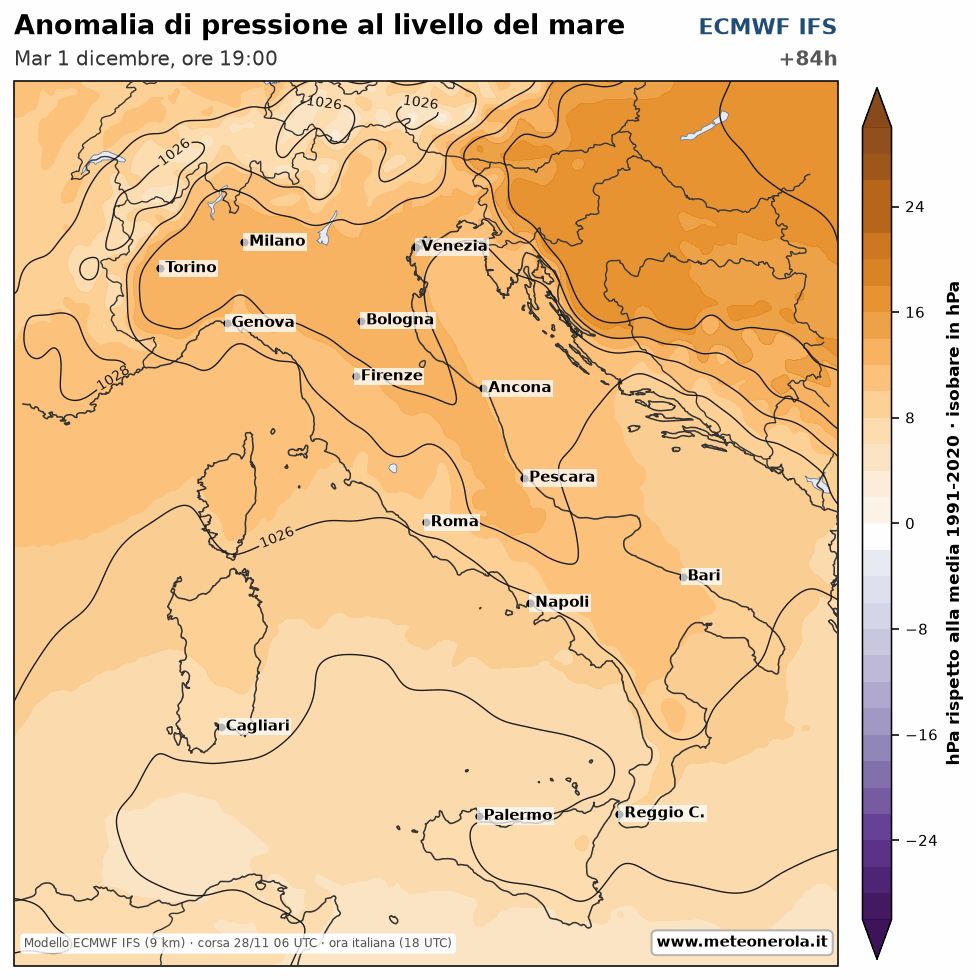 Anomalia di pressione al livello del mare
ECMWF IFS
Mar 1 dicembre, ore 19:00
+84h
1026
1026
1026
Milano
Venezia
Torino
Genova
Bologna
1028
Firenze
Ancona
Pescara
1026
Roma
Bari
Napoli
Cagliari
Palermo
Reggio C.
24
16
8
0
−8
−16
−24
hPa rispetto alla media 1991-2020 · isobare in hPa
Modello ECMWF IFS (9 km) · corsa 28/11 06 UTC · ora italiana (18 UTC)
www.meteonerola.it